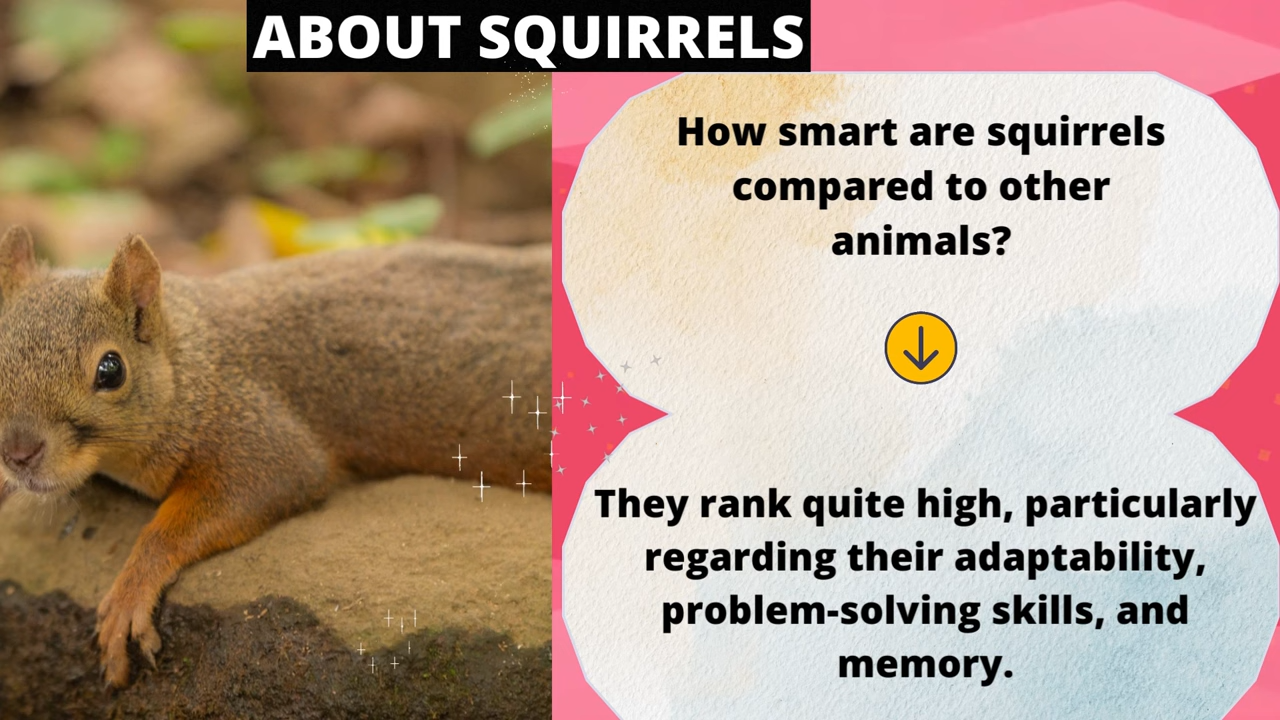 ABOUT SQUIRRELS
How smart are squirrels
compared to other
animals?
They rank quite high, particularly
regarding their adaptability,
problem-solving skills, and
memory.